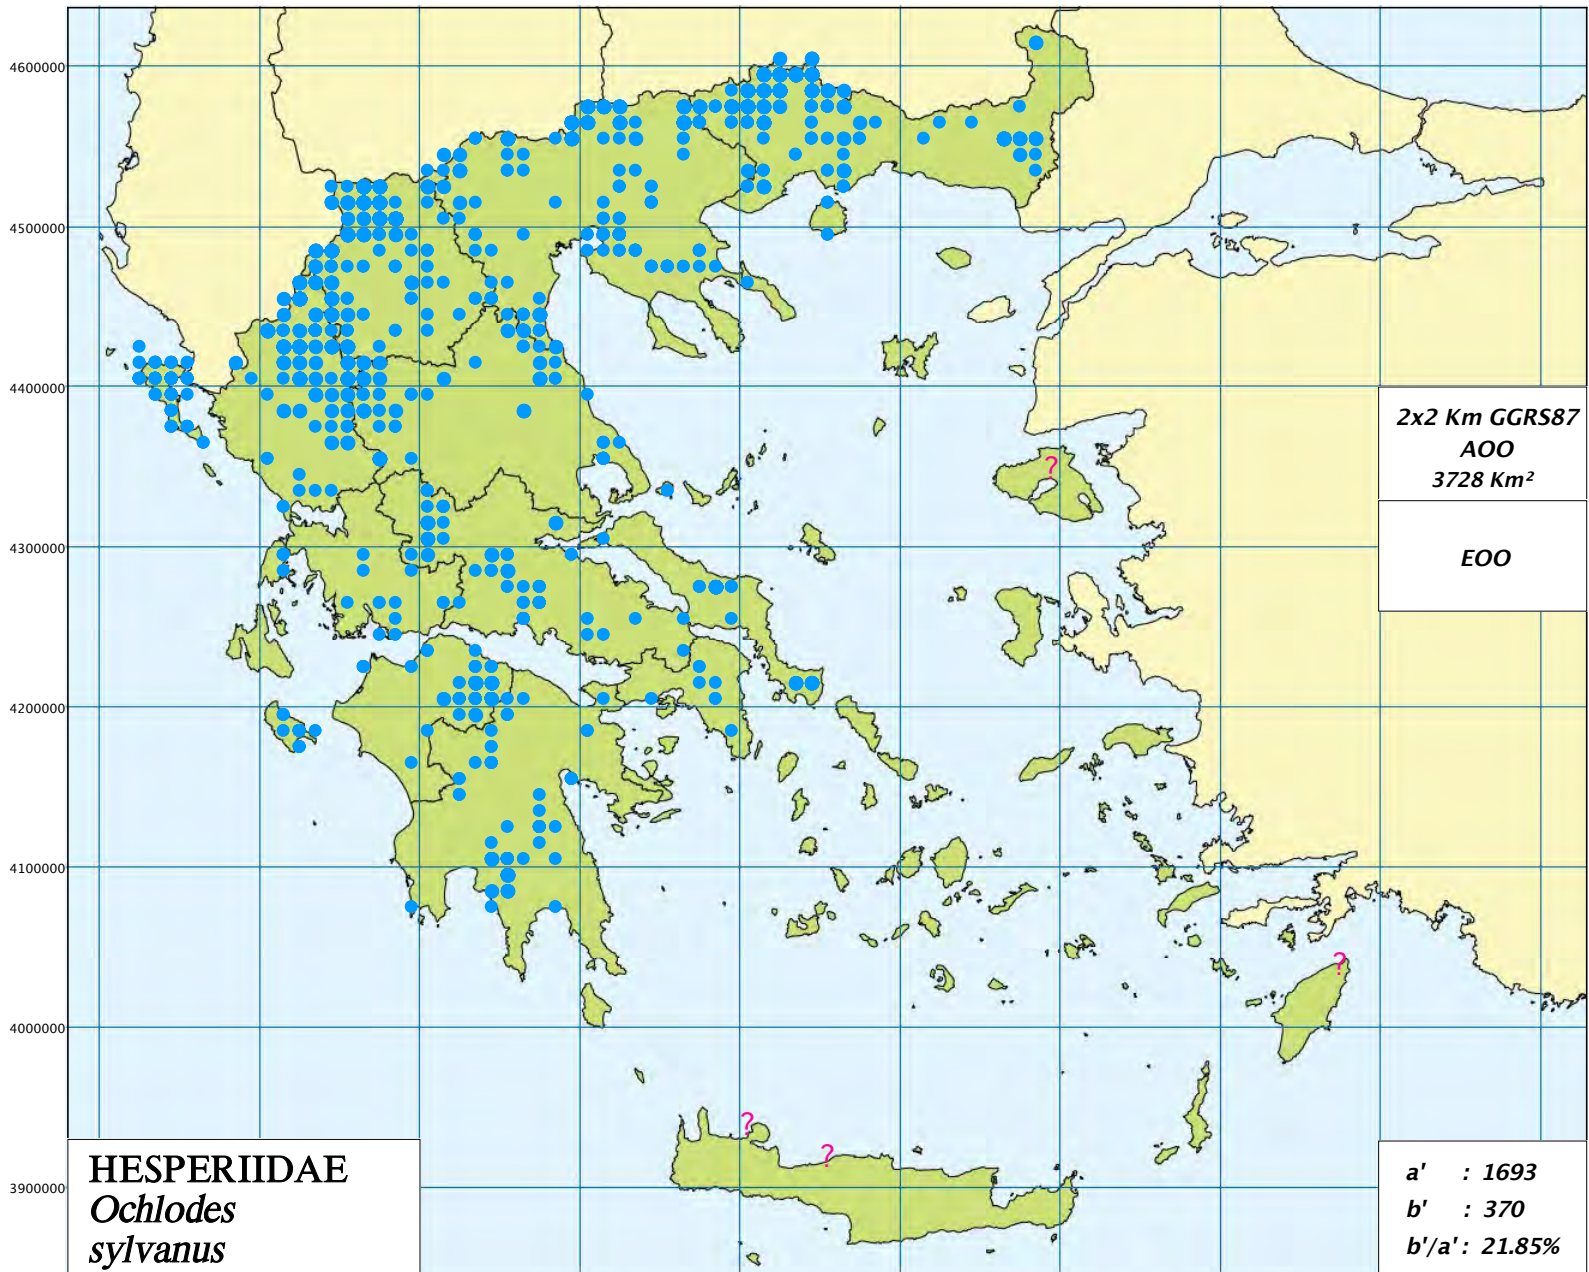 4600000
4500000
4400000
4300000
4200000
4100000
4000000
3900000
2x2 Km GGRS87
AOO
3728 Km²
EOO
?
?
?
?
HESPERIIDAE
Ochlodes
sylvanus
a' : 1693
b' : 370
b'/a' : 21.85%